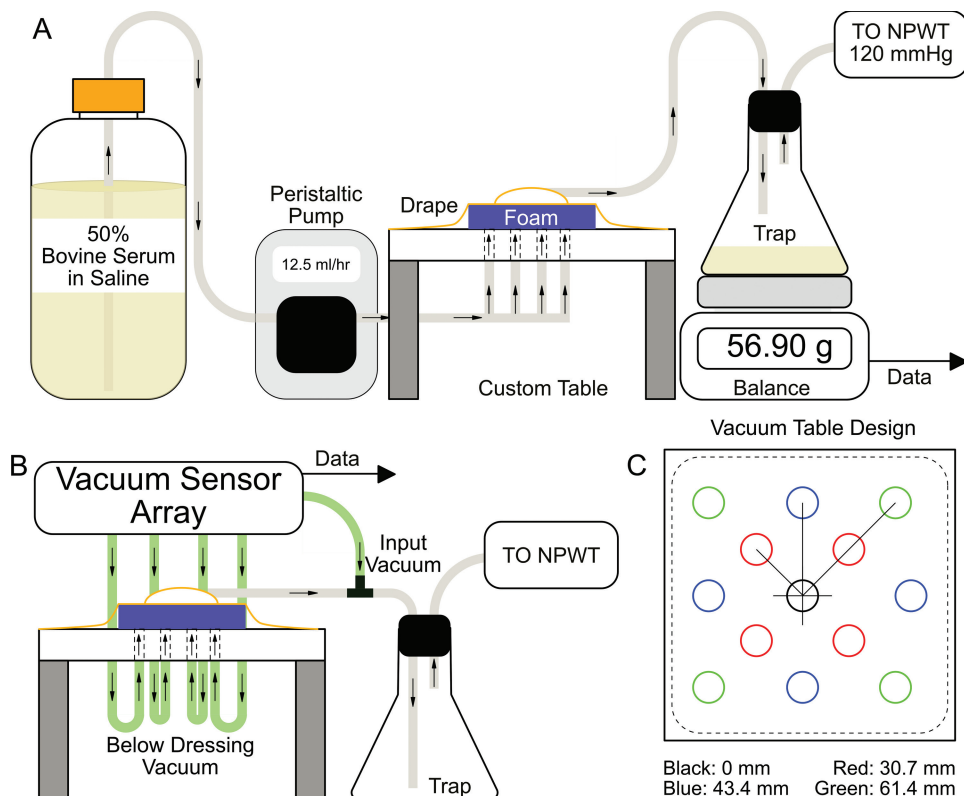 A
TO NPWT
120 mmHg
50%
Bovine Serum
in Saline
Peristaltic
Pump
12.5 ml/hr
Drape
Foam
Custom Table
Trap
56.90 g
Balance
Data
B
Vacuum Sensor
Array
Data
Input
Vacuum
TO NPWT
Below Dressing
Vacuum
Trap
Vacuum Table Design
C
Black: 0 mm Red: 30.7 mm
Blue: 43.4 mm Green: 61.4 mm